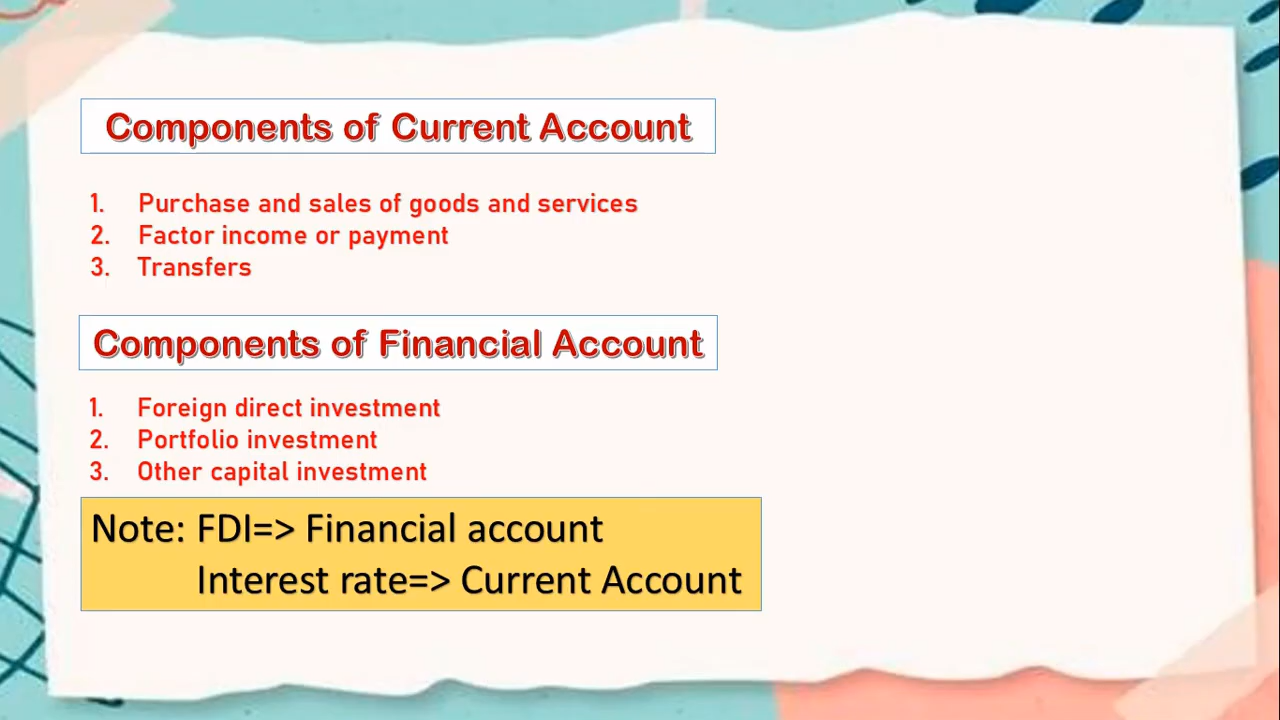 Components of Current Account
1. Purchase and sales of goods and services
2. Factor income or payment
3. Transfers
Components of Financial Account
1. Foreign direct investment
2. Portfolio investment
3. Other capital investment
Note: FDI=> Financial account
Interest rate=> Current Account